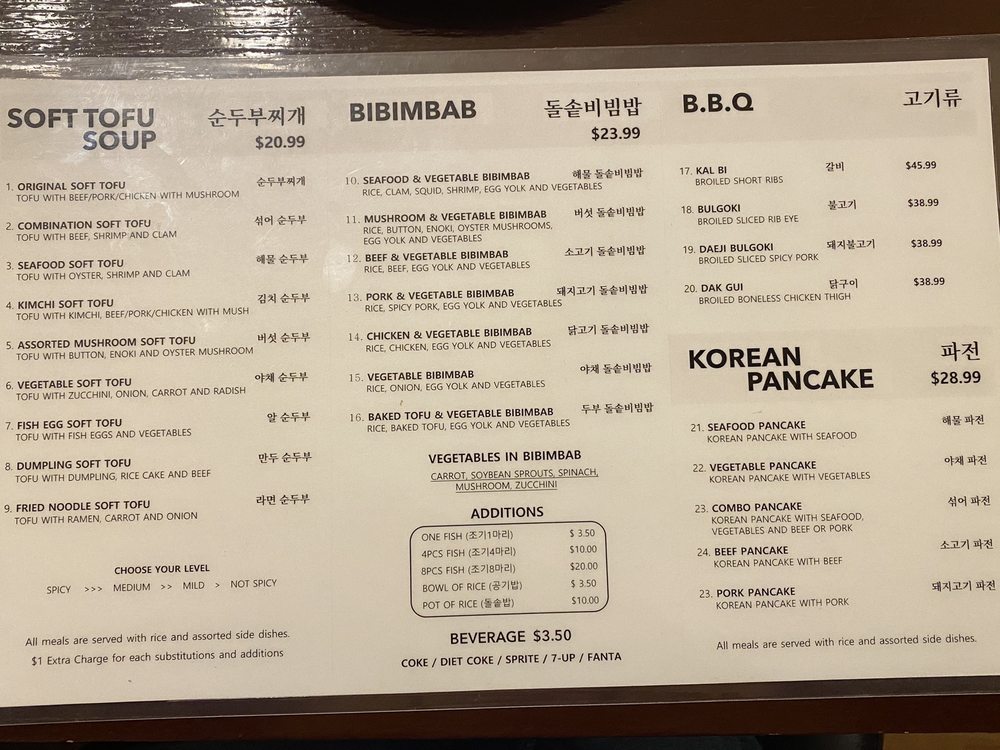 SOFT TOFU 순두부찌개
SOUP $20.99
1. ORIGINAL SOFT TOFU 순두부찌개
TOFU WITH BEEF/PORK/CHICKEN WITH MUSHROOM
2. COMBINATION SOFT TOFU 섞어 순두부
TOFU WITH BEEF, SHRIMP AND CLAM
3. SEAFOOD SOFT TOFU 해물 순두부
TOFU WITH OYSTER, SHRIMP AND CLAM
4. KIMCHI SOFT TOFU 김치 순두부
TOFU WITH KIMCHI, BEEF/PORK/CHICKEN WITH MUSH
5. ASSORTED MUSHROOM SOFT TOFU 버섯 순두부
TOFU WITH BUTTON, ENOKI AND OYSTER MUSHROOM
6. VEGETABLE SOFT TOFU 야채 순두부
TOFU WITH ZUCCHINI, ONION, CARROT AND RADISH
7. FISH EGG SOFT TOFU 알 순두부
TOFU WITH FISH EGGS AND VEGETABLES
8. DUMPLING SOFT TOFU 만두 순두부
TOFU WITH DUMPLING, RICE CAKE AND BEEF
9. FRIED NOODLE SOFT TOFU 라면 순두부
TOFU WITH RAMEN, CARROT AND ONION
CHOOSE YOUR LEVEL
SPICY >>> MEDIUM >> MILD > NOT SPICY
All meals are served with rice and assorted side dishes.
$1 Extra Charge for each substitutions and additions
BIBIMBAB 돌솥비빔밥
$23.99
10. SEAFOOD & VEGETABLE BIBIMBAB 해물 돌솥비빔밥
RICE, CLAM, SQUID, SHRIMP, EGG YOLK AND VEGETABLES
11. MUSHROOM & VEGETABLE BIBIMBAB 버섯 돌솥비빔밥
RICE, BUTTON, ENOKI, OYSTER MUSHROOMS,
EGG YOLK AND VEGETABLES
12. BEEF & VEGETABLE BIBIMBAB 소고기 돌솥비빔밥
RICE, BEEF, EGG YOLK AND VEGETABLES
13. PORK & VEGETABLE BIBIMBAB 돼지고기 돌솥비빔밥
RICE, SPICY PORK, EGG YOLK AND VEGETABLES
14. CHICKEN & VEGETABLE BIBIMBAB 닭고기 돌솥비빔밥
RICE, CHICKEN, EGG YOLK AND VEGETABLES
15. VEGETABLE BIBIMBAB 야채 돌솥비빔밥
RICE, ONION, EGG YOLK AND VEGETABLES
16. BAKED TOFU & VEGETABLE BIBIMBAB 두부 돌솥비빔밥
RICE, BAKED TOFU, EGG YOLK AND VEGETABLES
VEGETABLES IN BIBIMBAB
CARROT, SOYBEAN SPROUTS, SPINACH,
MUSHROOM, ZUCCHINI
ADDITIONS
ONE FISH (조기1마리) $ 3.50
4PCS FISH (조기4마리) $10.00
8PCS FISH (조기8마리) $20.00
BOWL OF RICE (공기밥) $ 3.50
POT OF RICE (돌솥밥) $10.00
BEVERAGE $3.50
COKE / DIET COKE / SPRITE / 7-UP / FANTA
B.B.Q 고기류
17. KAL BI 갈비 $45.99
BROILED SHORT RIBS
18. BULGOKI 불고기 $38.99
BROILED SLICED RIB EYE
19. DAEJI BULGOKI 돼지불고기 $38.99
BROILED SLICED SPICY PORK
20. DAK GUI 닭구이 $38.99
BROILED BONELESS CHICKEN THIGH
KOREAN 파전
PANCAKE $28.99
21. SEAFOOD PANCAKE 해물 파전
KOREAN PANCAKE WITH SEAFOOD
22. VEGETABLE PANCAKE 야채 파전
KOREAN PANCAKE WITH VEGETABLES
23. COMBO PANCAKE 섞어 파전
KOREAN PANCAKE WITH SEAFOOD,
VEGETABLES AND BEEF OR PORK
24. BEEF PANCAKE 소고기 파전
KOREAN PANCAKE WITH BEEF
23. PORK PANCAKE 돼지고기 파전
KOREAN PANCAKE WITH PORK
All meals are served with rice and assorted side dishes.